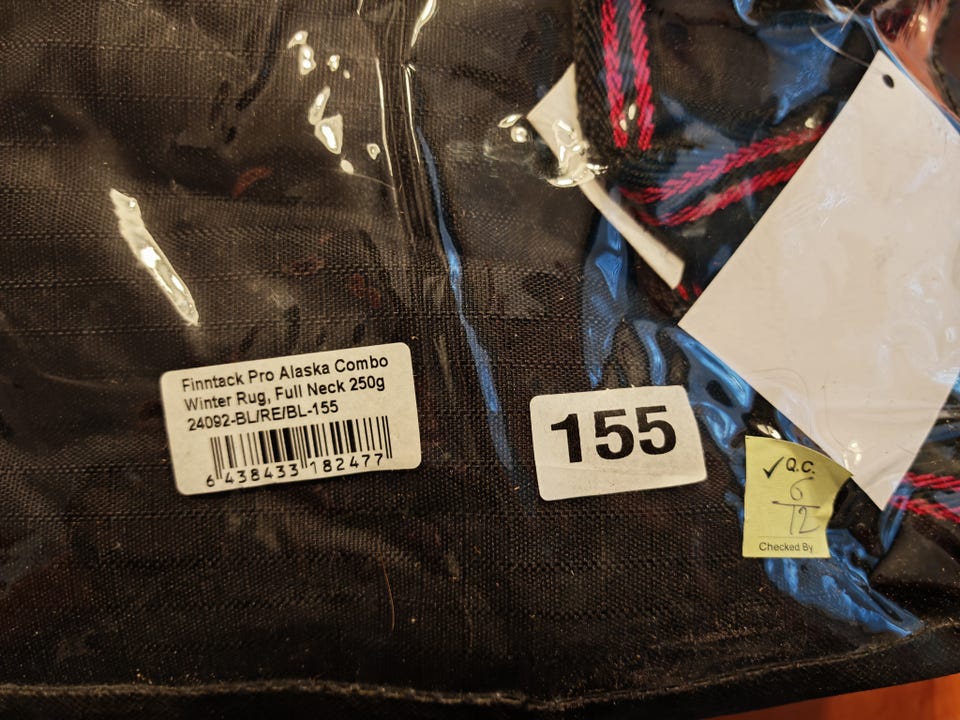 Finntack Pro Alaska Combo
Winter Rug, Full Neck 250g
24092-BL/RE/BL-155
6 438433 182477
155
✓ Q.C.
6
12
Checked By